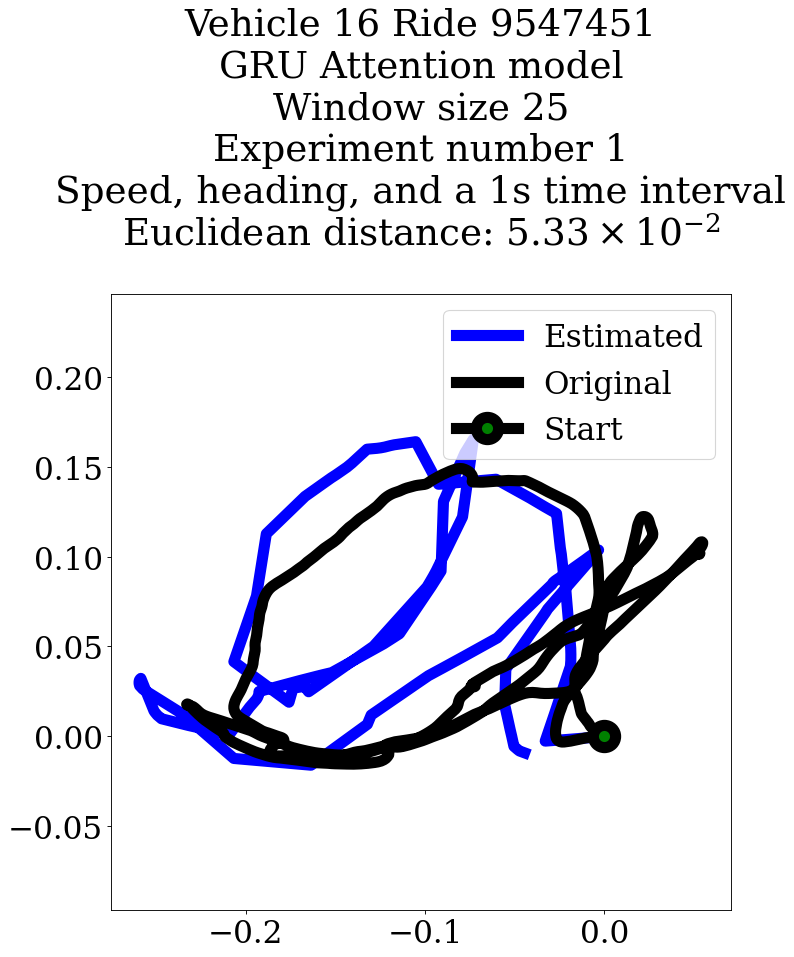 Vehicle 16 Ride 9547451
GRU Attention model
Window size 25
Experiment number 1
Speed, heading, and a 1s time interval
Euclidean distance: 5.33 × 10⁻²
Estimated
Original
Start
0.20
0.15
0.10
0.05
0.00
−0.05
−0.2 −0.1 0.0